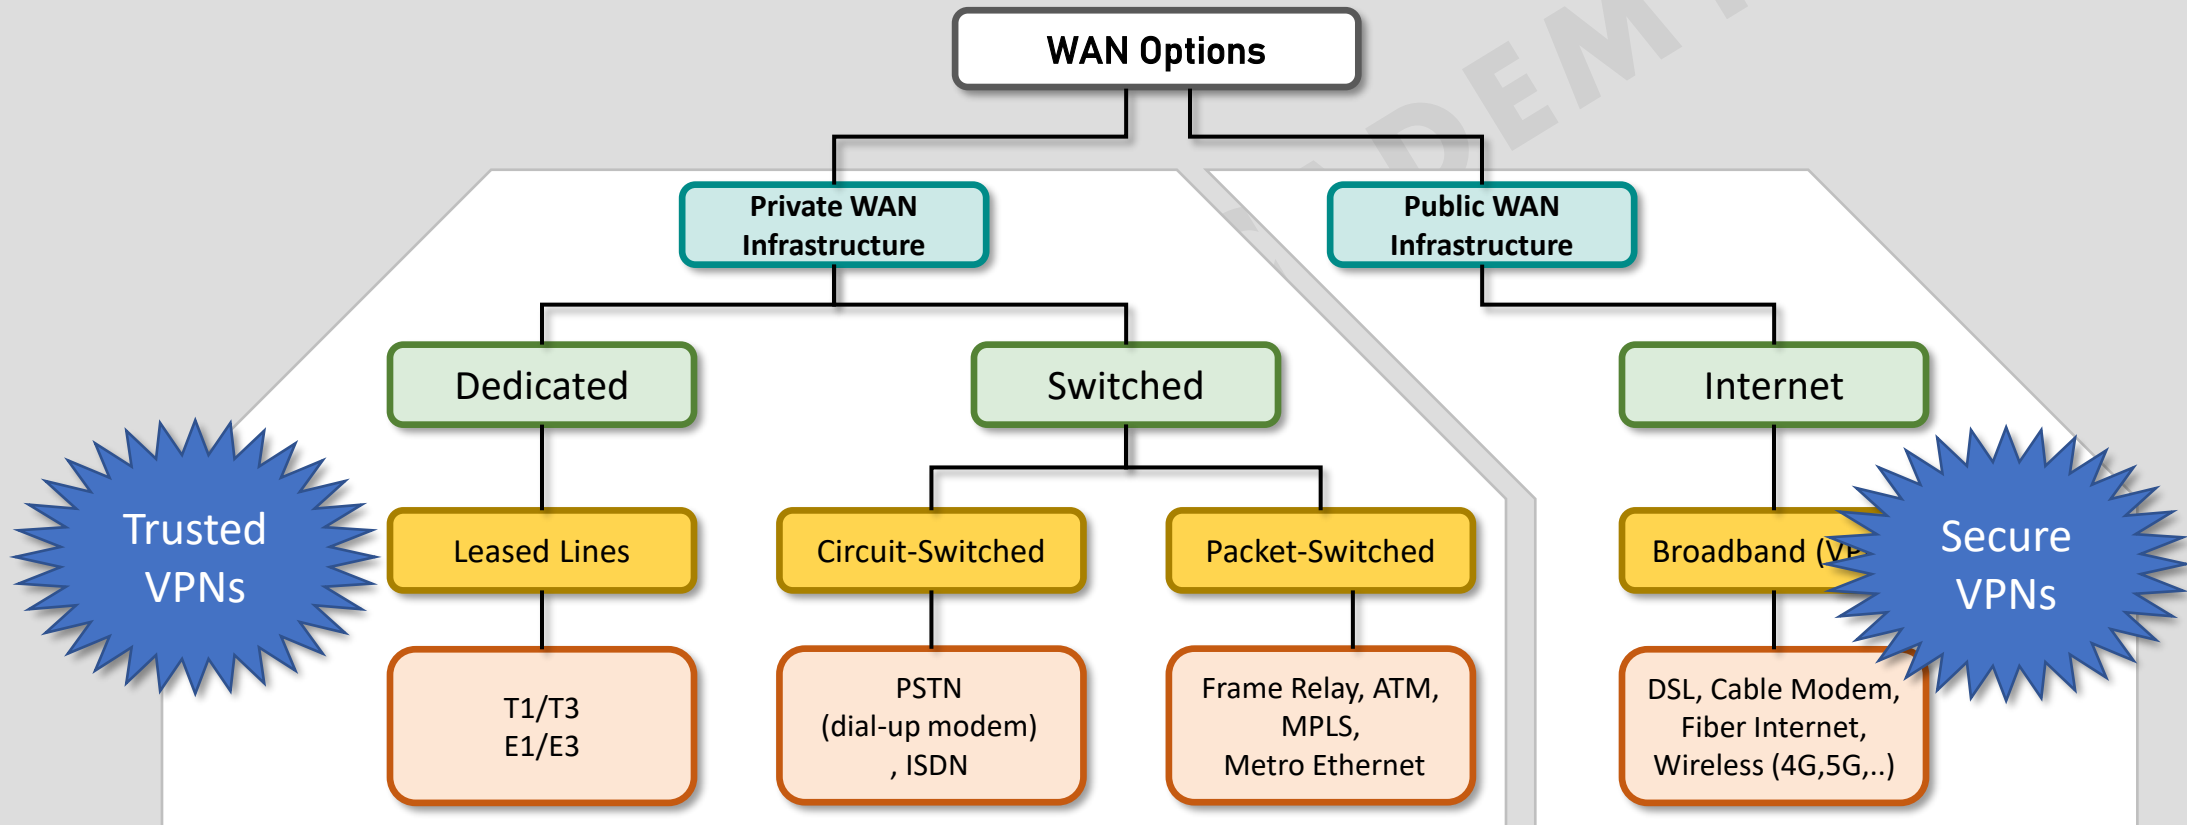 WAN Options
Private WAN
Infrastructure
Public WAN
Infrastructure
Dedicated
Switched
Internet
Trusted
VPNs
Leased Lines
Circuit-Switched
Packet-Switched
Broadband (VP
Secure
VPNs
T1/T3
E1/E3
PSTN
(dial-up modem)
, ISDN
Frame Relay, ATM,
MPLS,
Metro Ethernet
DSL, Cable Modem,
Fiber Internet,
Wireless (4G,5G,..)